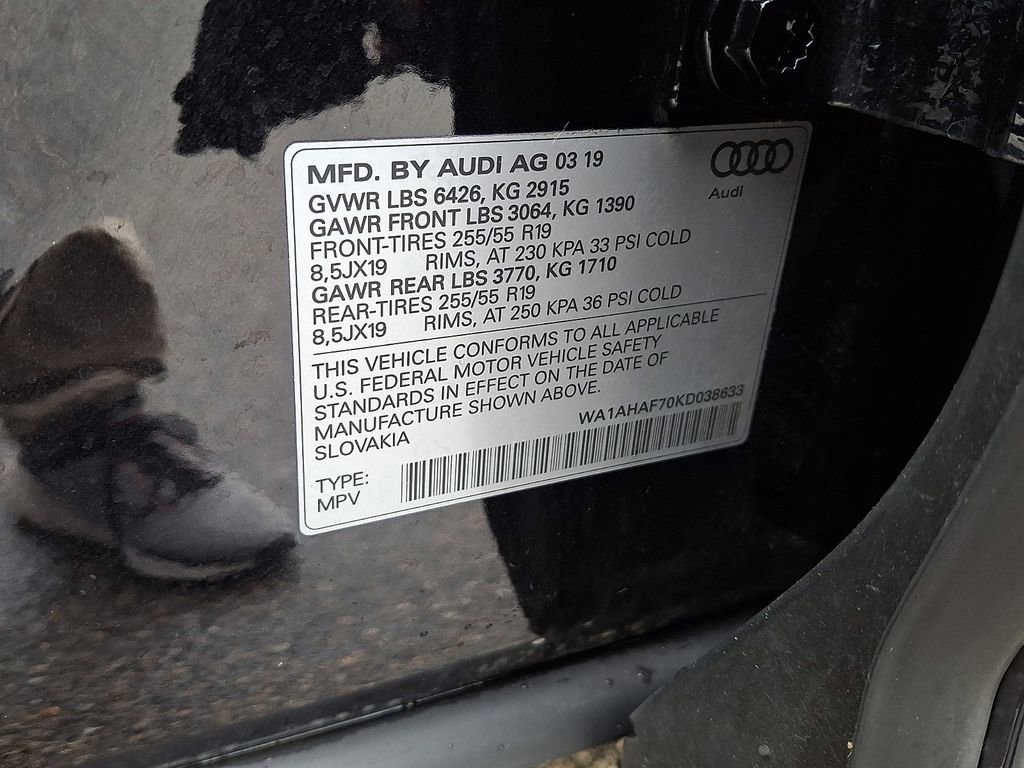 MFD. BY AUDI AG 03 19
Audi
GVWR LBS 6426, KG 2915
GAWR FRONT LBS 3064, KG 1390
FRONT-TIRES 255/55 R19
8,5JX19 RIMS, AT 230 KPA 33 PSI COLD
GAWR REAR LBS 3770, KG 1710
REAR-TIRES 255/55 R19
8,5JX19 RIMS, AT 250 KPA 36 PSI COLD
THIS VEHICLE CONFORMS TO ALL APPLICABLE
U.S. FEDERAL MOTOR VEHICLE SAFETY
STANDARDS IN EFFECT ON THE DATE OF
MANUFACTURE SHOWN ABOVE.
SLOVAKIA WA1AHAF70KD038633
TYPE:
MPV